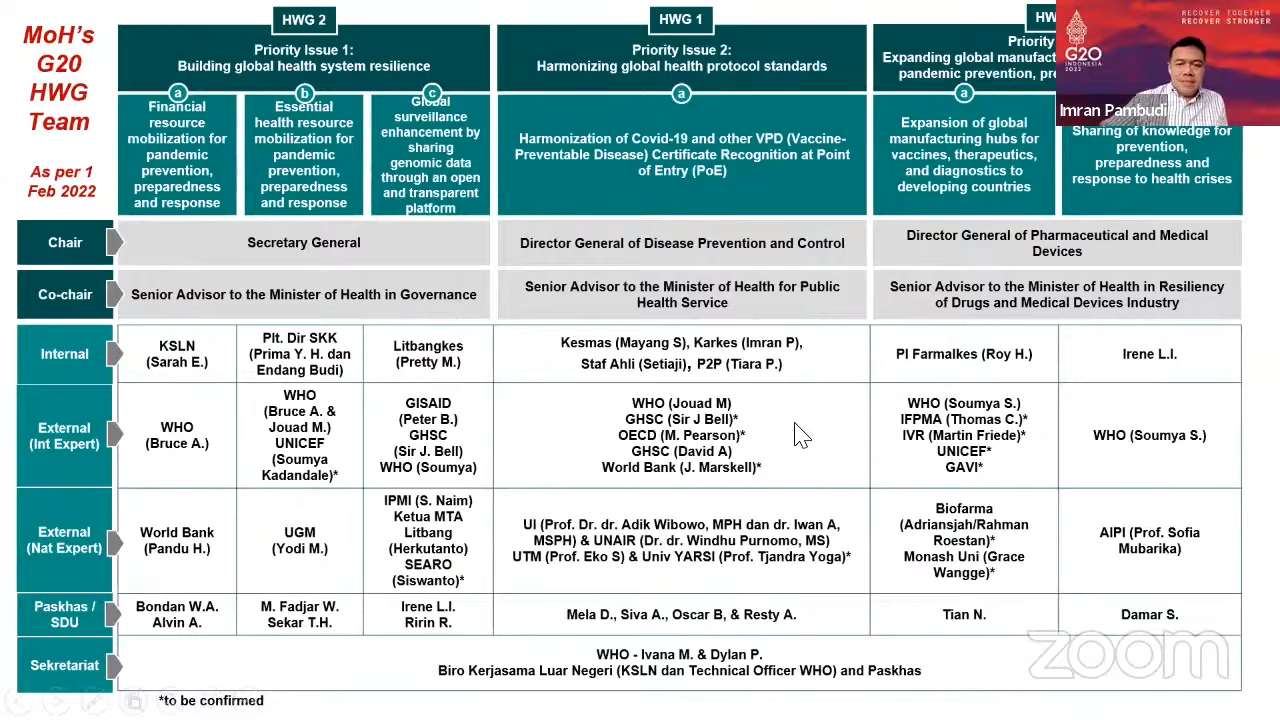 MoH's
G20
HWG
Team
As per 1
Feb 2022
HWG 2
Priority Issue 1:
Building global health system resilience
HWG 1
Priority Issue 2:
Harmonizing global health protocol standards
Priority
Expanding global
pandemic prevention,
RECOVER TOGETHER
RECOVER STRONGER
G20
INDONESIA
2022
Imran Pambudi
a
Financial
resource
mobilization for
pandemic
prevention,
preparedness
and response
b
Essential
health resource
mobilization for
pandemic
prevention,
preparedness
and response
c
Global
surveillance
enhancement by
sharing
genomic data
through an open
and transparent
platform
a
Harmonization of Covid-19 and other VPD (Vaccine-
Preventable Disease) Certificate Recognition at Point
of Entry (PoE)
a
Expansion of global
manufacturing hubs for
vaccines, therapeutics,
and diagnostics to
developing countries
Sharing of knowledge for
prevention,
preparedness and
response to health crises
Chair
Secretary General
Director General of Disease Prevention and Control
Director General of Pharmaceutical and Medical
Devices
Co-chair
Senior Advisor to the Minister of Health in Governance
Senior Advisor to the Minister of Health for Public
Health Service
Senior Advisor to the Minister of Health in Resiliency
of Drugs and Medical Devices Industry
Internal
KSLN
(Sarah E.)
Plt. Dir SKK
(Prima Y. H. dan
Endang Budi)
Litbangkes
(Pretty M.)
Kesmas (Mayang S), Karkes (Imran P),
Staf Ahli (Setiaji), P2P (Tiara P.)
PI Farmalkes (Roy H.)
Irene L.I.
External
(Int Expert)
WHO
(Bruce A.)
WHO
(Bruce A. &
Jouad M.)
UNICEF
(Soumya
Kadandale)*
GISAID
(Peter B.)
GHSC
(Sir J. Bell)
WHO (Soumya)
WHO (Jouad M)
GHSC (Sir J Bell)*
OECD (M. Pearson)*
GHSC (David A)
World Bank (J. Marskell)*
WHO (Soumya S.)
IFPMA (Thomas C.)*
IVR (Martin Friede)*
UNICEF*
GAVI*
WHO (Soumya S.)
External
(Nat Expert)
World Bank
(Pandu H.)
UGM
(Yodi M.)
IPMI (S. Naim)
Ketua MTA
Litbang
(Herkutanto)
SEARO
(Siswanto)*
UI (Prof. Dr. dr. Adik Wibowo, MPH dan dr. Iwan A,
MSPH) & UNAIR (Dr. dr. Windhu Purnomo, MS)
UTM (Prof. Eko S) & Univ YARSI (Prof. Tjandra Yoga)*
Biofarma
(Adriansjah/Rahman
Roestan)*
Monash Uni (Grace
Wangge)*
AIPI (Prof. Sofia
Mubarika)
Paskhas /
SDU
Bondan W.A.
Alvin A.
M. Fadjar W.
Sekar T.H.
Irene L.I.
Ririn R.
Mela D., Siva A., Oscar B, & Resty A.
Tian N.
Damar S.
Sekretariat
WHO - Ivana M. & Dylan P.
Biro Kerjasama Luar Negeri (KSLN dan Technical Officer WHO) and Paskhas
*to be confirmed
zoom